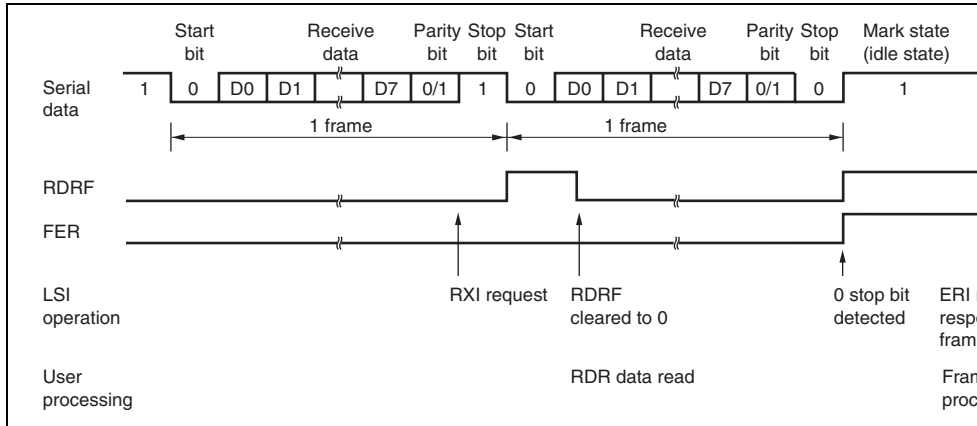 Start bit Receive data Parity bit Stop bit Start bit Receive data Parity bit Stop bit Mark state (idle state)
Serial data 1 0 D0 D1 D7 0/1 1 0 D0 D1 D7 0/1 0 1
1 frame 1 frame
RDRF
FER
LSI operation RXI request RDRF cleared to 0 0 stop bit detected ERI
User processing RDR data read